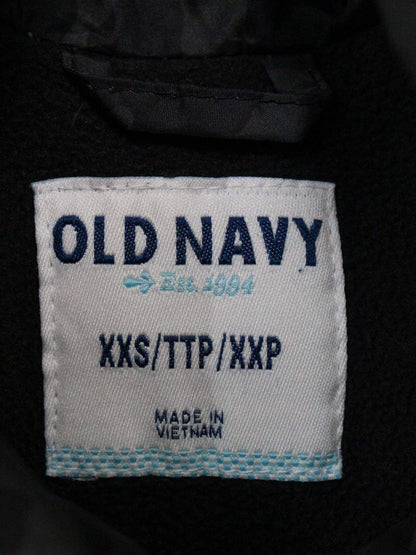 OLD NAVY
Est. 1994
XXS/TTP/XXP
MADE IN
VIETNAM